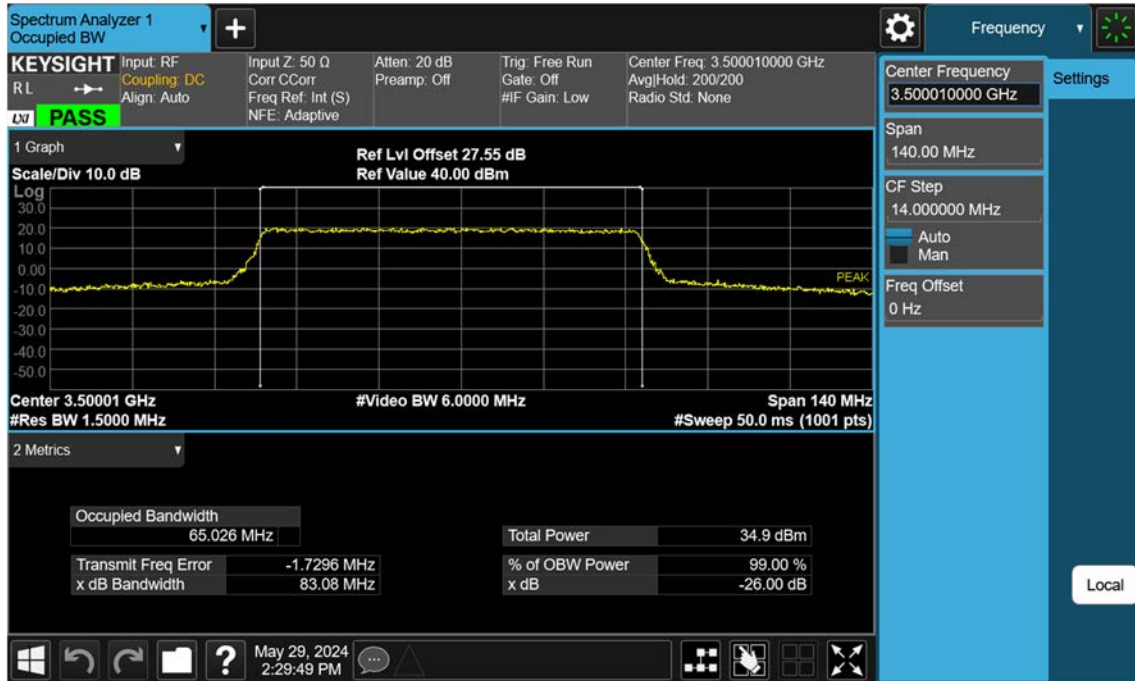 Spectrum Analyzer 1
Occupied BW
+
Frequency
KEYSIGHT
R L
LXI PASS
Input: RF
Coupling: DC
Align: Auto
Input Z: 50 Ω
Corr CCorr
Freq Ref: Int (S)
NFE: Adaptive
Atten: 20 dB
Preamp: Off
Trig: Free Run
Gate: Off
#IF Gain: Low
Center Freq: 3.500010000 GHz
Avg|Hold: 200/200
Radio Std: None
Center Frequency
3.500010000 GHz
Settings
Span
140.00 MHz
CF Step
14.000000 MHz
Auto
Man
Freq Offset
0 Hz
Local
1 Graph
Scale/Div 10.0 dB
Ref Lvl Offset 27.55 dB
Ref Value 40.00 dBm
Log
30.0
20.0
10.0
0.00
-10.0
-20.0
-30.0
-40.0
-50.0
PEAK
Center 3.50001 GHz
#Video BW 6.0000 MHz
Span 140 MHz
#Res BW 1.5000 MHz
#Sweep 50.0 ms (1001 pts)
2 Metrics
Occupied Bandwidth
65.026 MHz
Total Power 34.9 dBm
Transmit Freq Error -1.7296 MHz
% of OBW Power 99.00 %
x dB Bandwidth 83.08 MHz
x dB -26.00 dB
?
May 29, 2024
2:29:49 PM